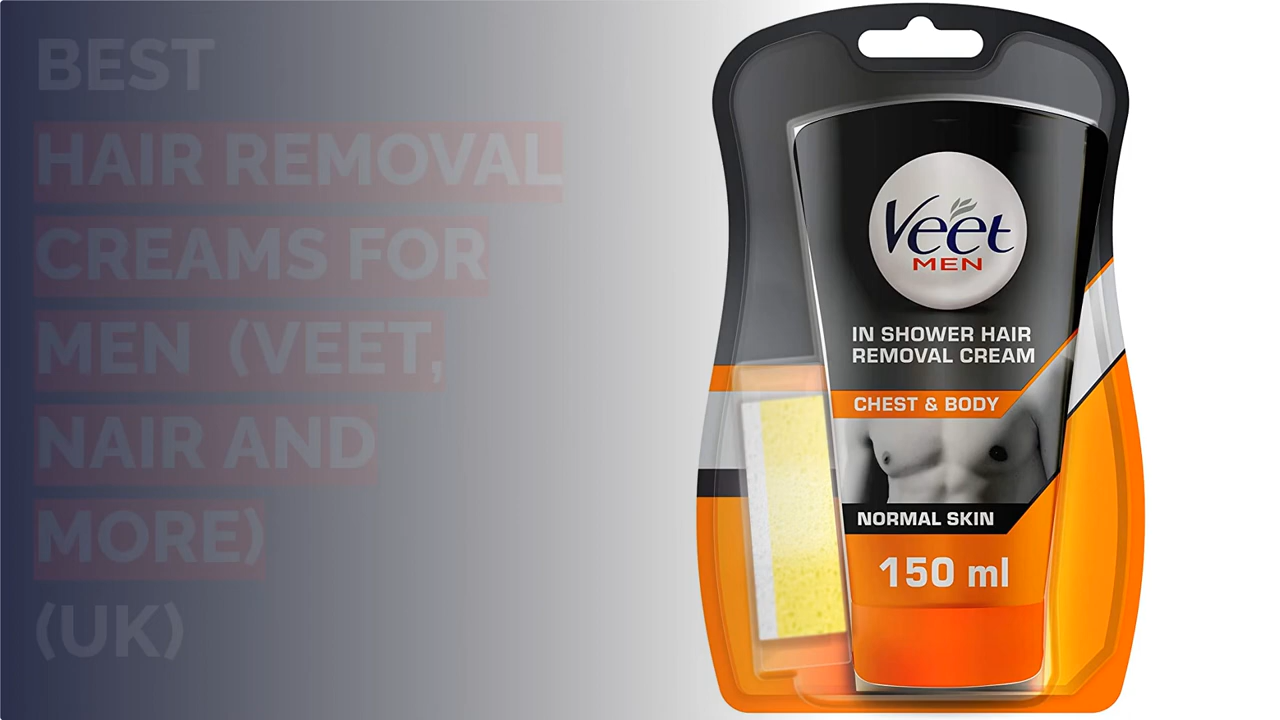 BEST
HAIR REMOVAL
CREAMS FOR
MEN (VEET,
NAIR AND
MORE)
(UK)
Veet
MEN
IN SHOWER HAIR
REMOVAL CREAM
CHEST & BODY
NORMAL SKIN
150 ml